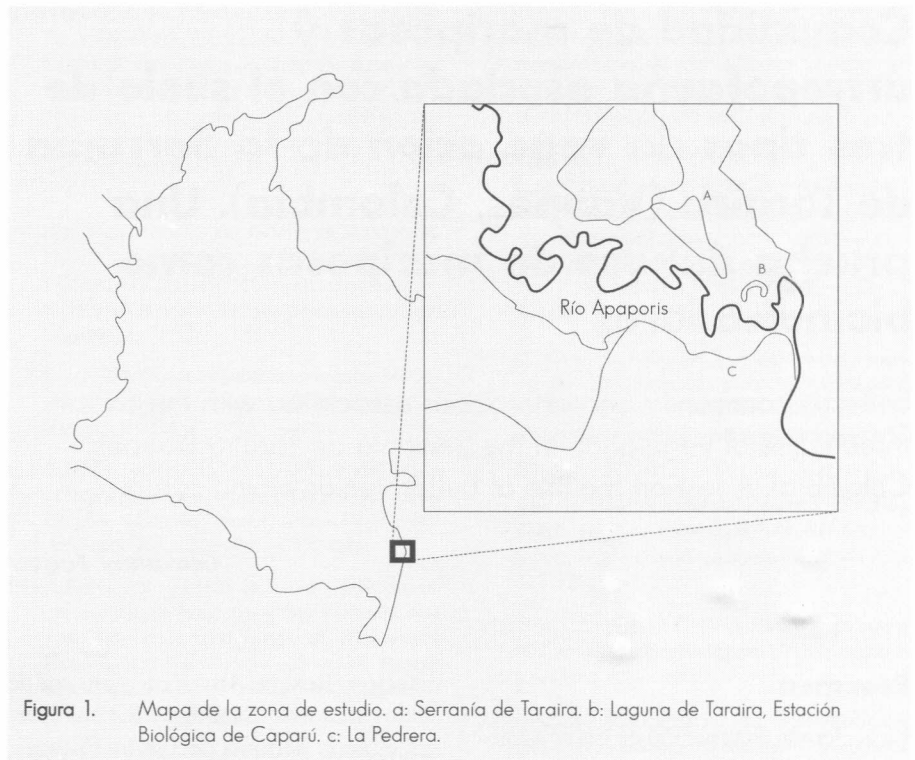 A
B
Río Apaporis
C
Figura 1. Mapa de la zona de estudio. a: Serranía de Taraira. b: Laguna de Taraira, Estación
Biológica de Caparú. c: La Pedrera.